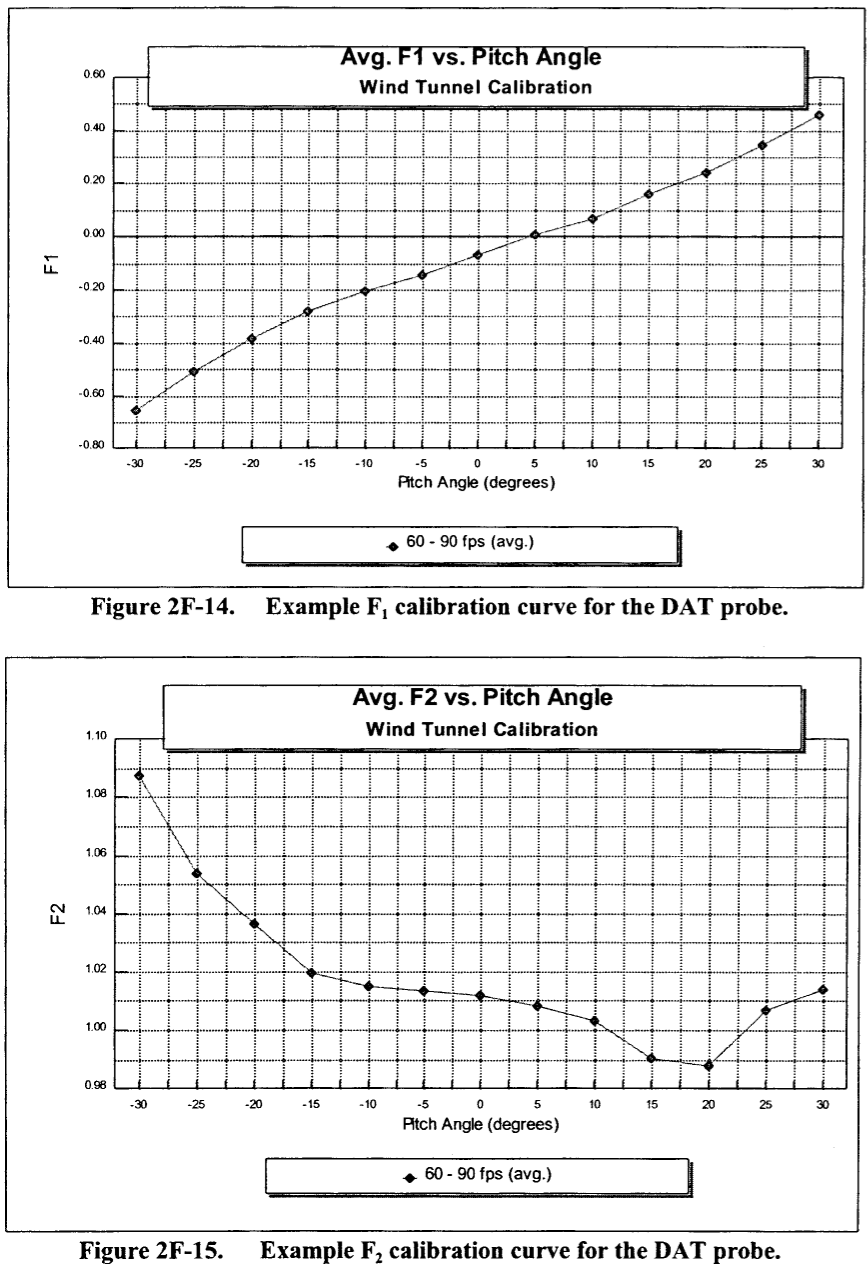 Avg. F1 vs. Pitch Angle
Wind Tunnel Calibration
0.60
0.40
0.20
0.00
-0.20
-0.40
-0.60
-0.80
F1
-30 -25 -20 -15 -10 -5 0 5 10 15 20 25 30
Pitch Angle (degrees)
60 - 90 fps (avg.)
Figure 2F-14. Example F₁ calibration curve for the DAT probe.
Avg. F2 vs. Pitch Angle
Wind Tunnel Calibration
1.10
1.08
1.06
1.04
1.02
1.00
0.98
F2
-30 -25 -20 -15 -10 -5 0 5 10 15 20 25 30
Pitch Angle (degrees)
60 - 90 fps (avg.)
Figure 2F-15. Example F₂ calibration curve for the DAT probe.